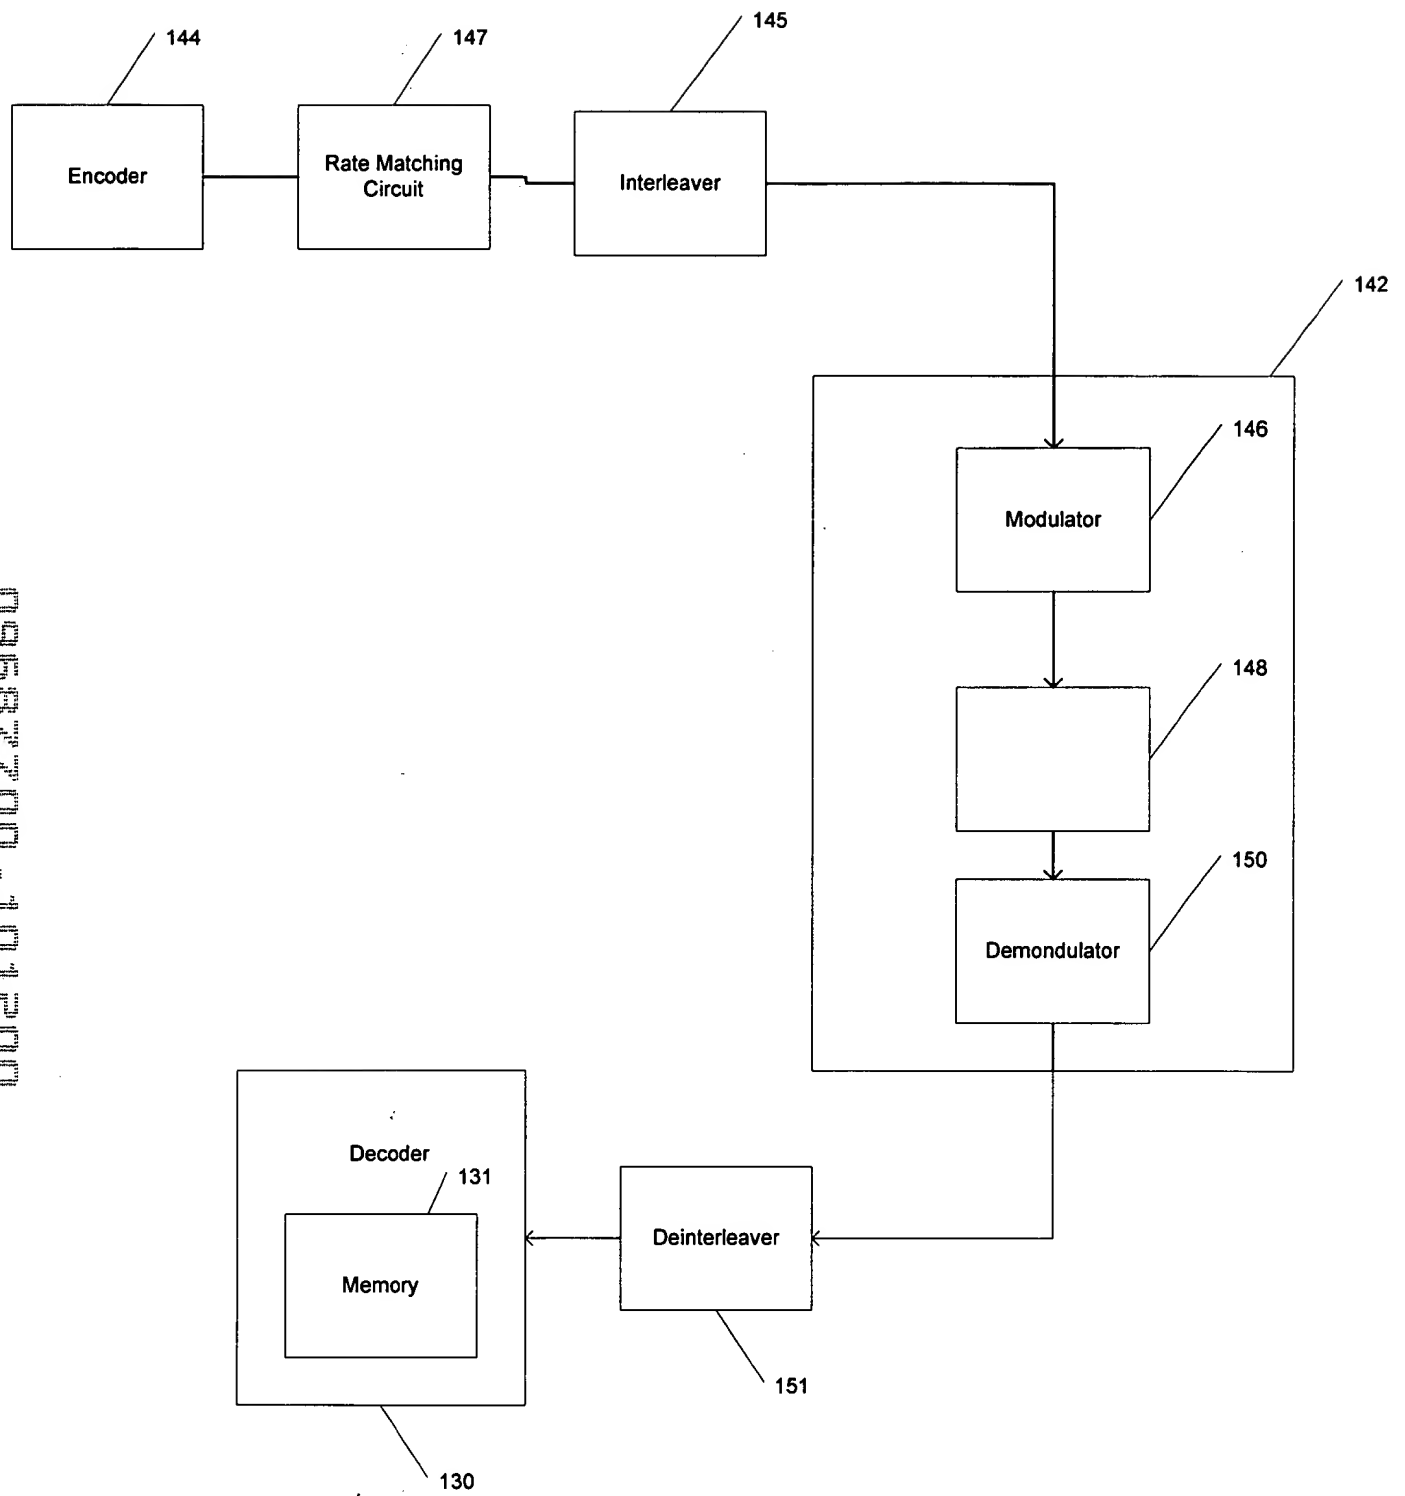 144
147
145
Encoder
Rate Matching
Circuit
Interleaver
142
146
Modulator
148
150
Demondulator
Decoder
131
Memory
Deinterleaver
151
130